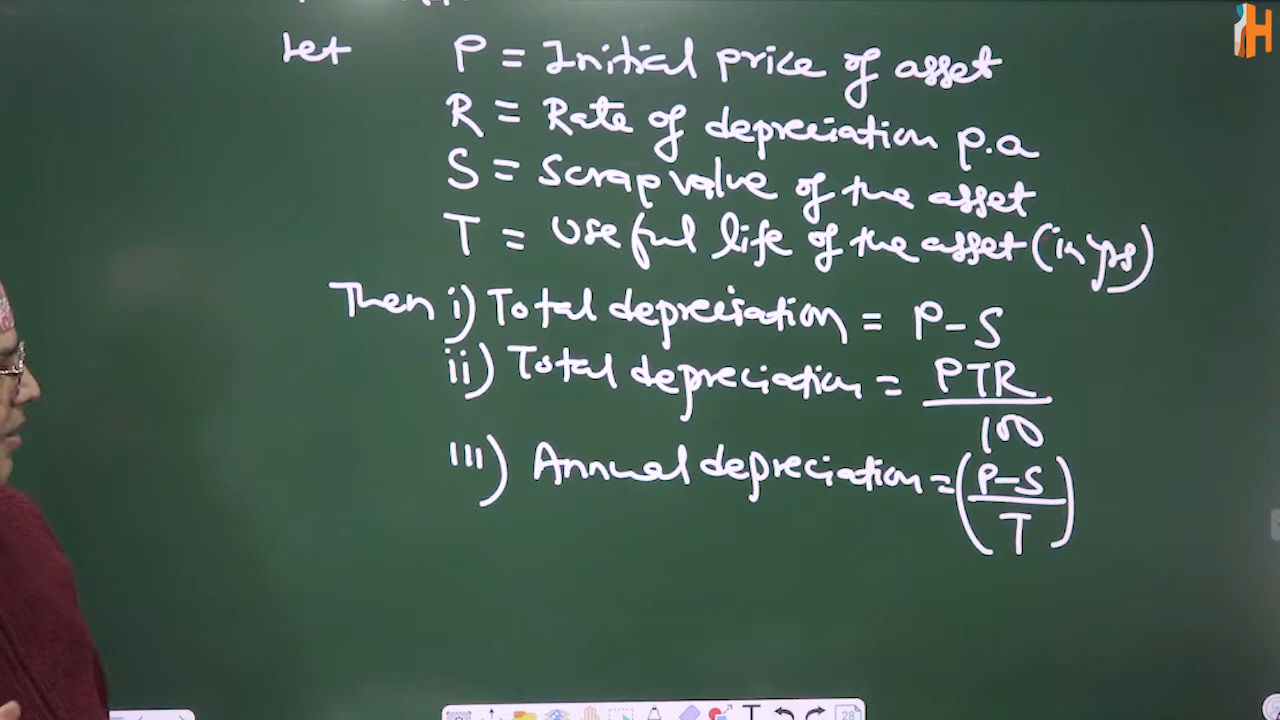 Let P = Initial price of asset
R = Rate of depreciation p.a
S = Scrap value of the asset
T = Useful life of the asset (in yrs)
Then i) Total depreciation = P-S
ii) Total depreciation = PTR/100
iii) Annual depreciation = (P-S/T)
H
T
28